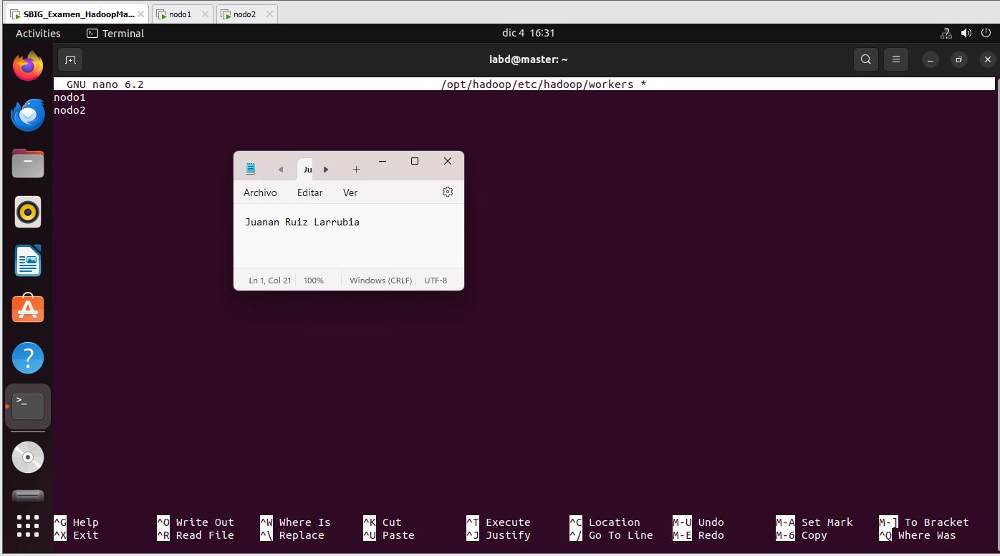 SBIG_Examen_HadoopMa... nodo1 nodo2
Activities Terminal dic 4 16:31
iabd@master: ~
GNU nano 6.2 /opt/hadoop/etc/hadoop/workers *
nodo1
nodo2
Ju
Archivo Editar Ver
Juanan Ruiz Larrubia
Ln 1, Col 21 100% Windows (CRLF) UTF-8
^G Help ^O Write Out ^W Where Is ^K Cut ^T Execute ^C Location M-U Undo M-A Set Mark M-] To Bracket
^X Exit ^R Read File ^\ Replace ^U Paste ^J Justify ^/ Go To Line M-E Redo M-6 Copy ^Q Where Was